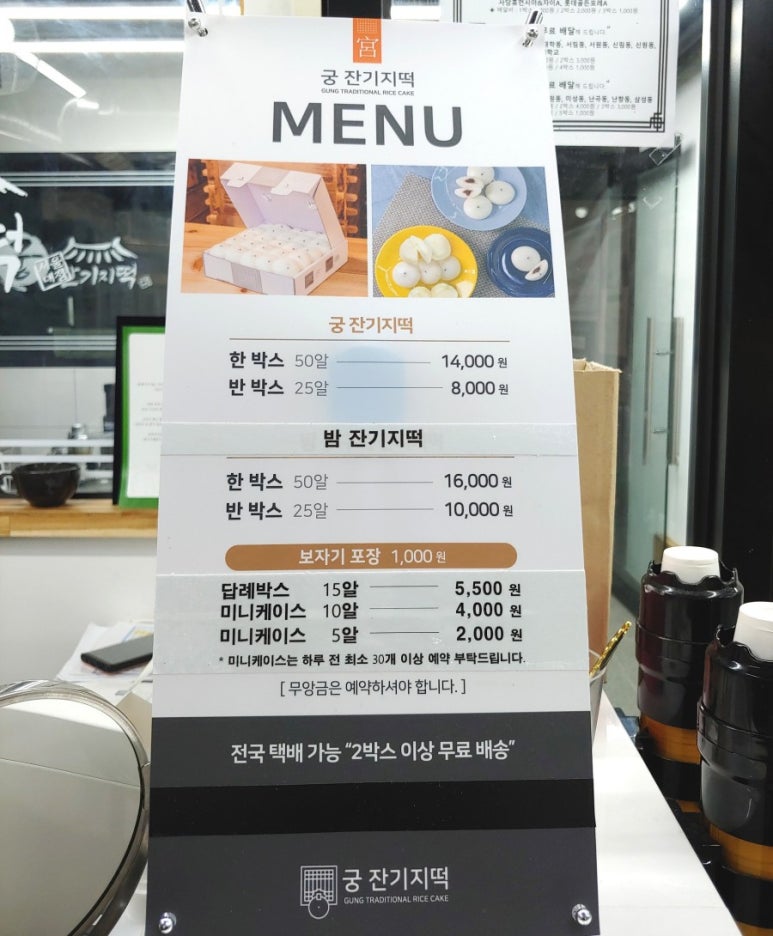 宮
궁 잔기지떡
GUNG TRADITIONAL RICE CAKE
MENU
궁 잔기지떡
한 박스 50알 14,000 원
반 박스 25알 8,000 원
밤 잔기지떡
한 박스 50알 16,000 원
반 박스 25알 10,000 원
보자기 포장 1,000 원
답례박스 15알 5,500 원
미니케이스 10알 4,000 원
미니케이스 5알 2,000 원
* 미니케이스는 하루 전 최소 30개 이상 예약 부탁드립니다.
[ 무앙금은 예약하셔야 합니다. ]
전국 택배 가능 “2박스 이상 무료 배송”
궁 잔기지떡
GUNG TRADITIONAL RICE CAKE
잔기지떡